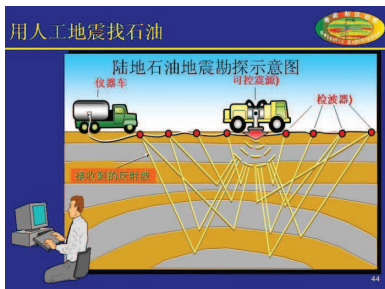 用人工地震找石油
陆地石油地震勘探示意图
仪器车
可控震源)
检波器)
接收到的反射波
44